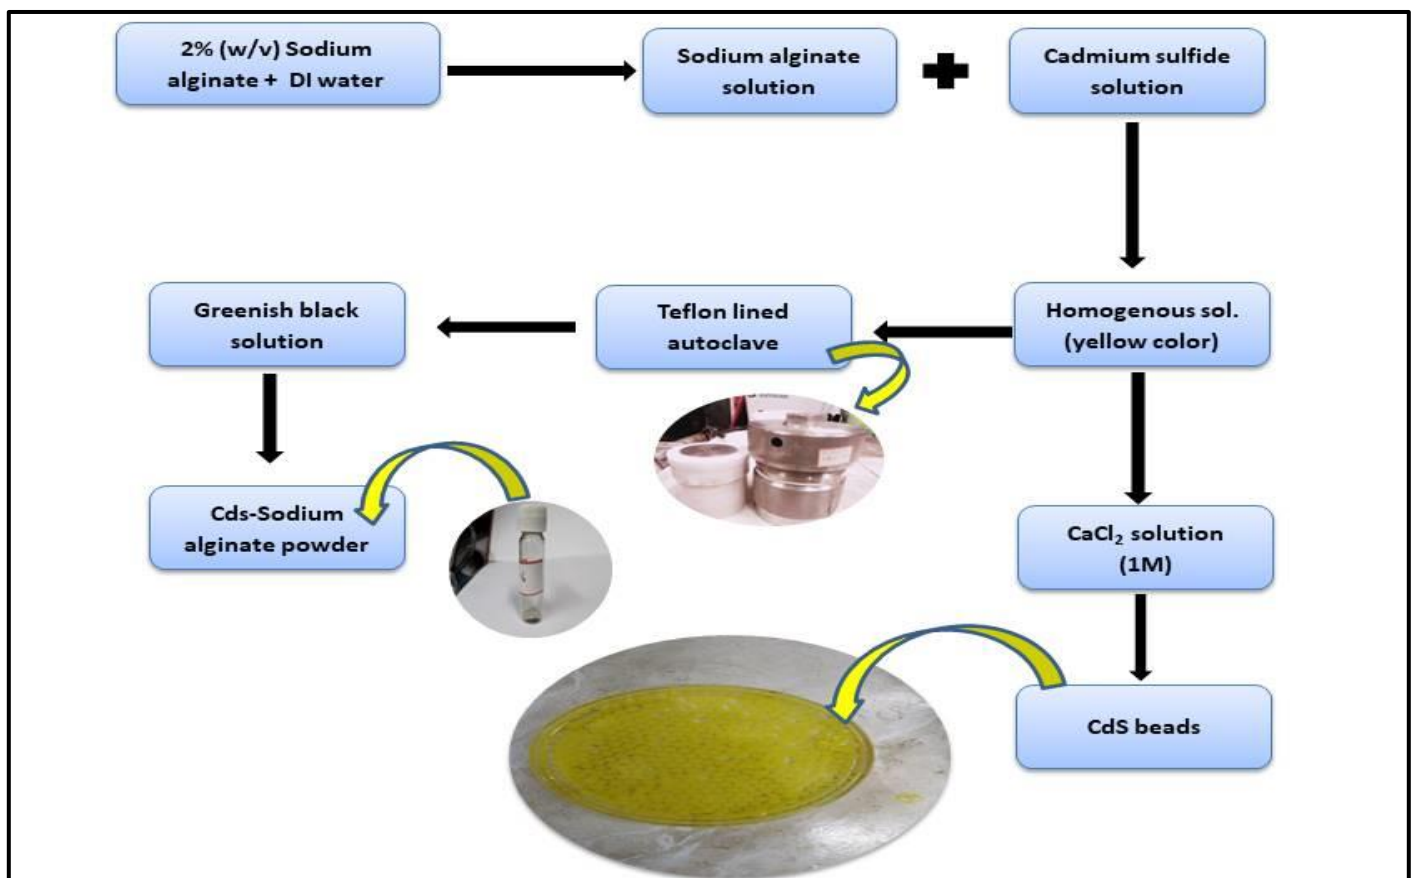 2% (w/v) Sodium
alginate + DI water
Sodium alginate
solution
Cadmium sulfide
solution
Greenish black
solution
Teflon lined
autoclave
Homogenous sol.
(yellow color)
Cds-Sodium
alginate powder
CaCl₂ solution
(1M)
CdS beads